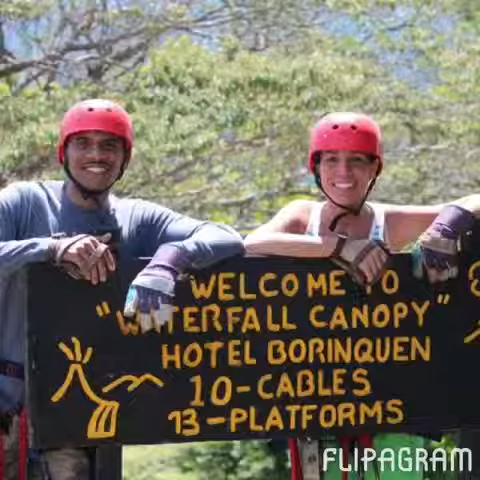 WELCOME TO
"WATERFALL CANOPY"
HOTEL BORINQUEN
10-CABLES
13-PLATFORMS
FLIPAGRAM